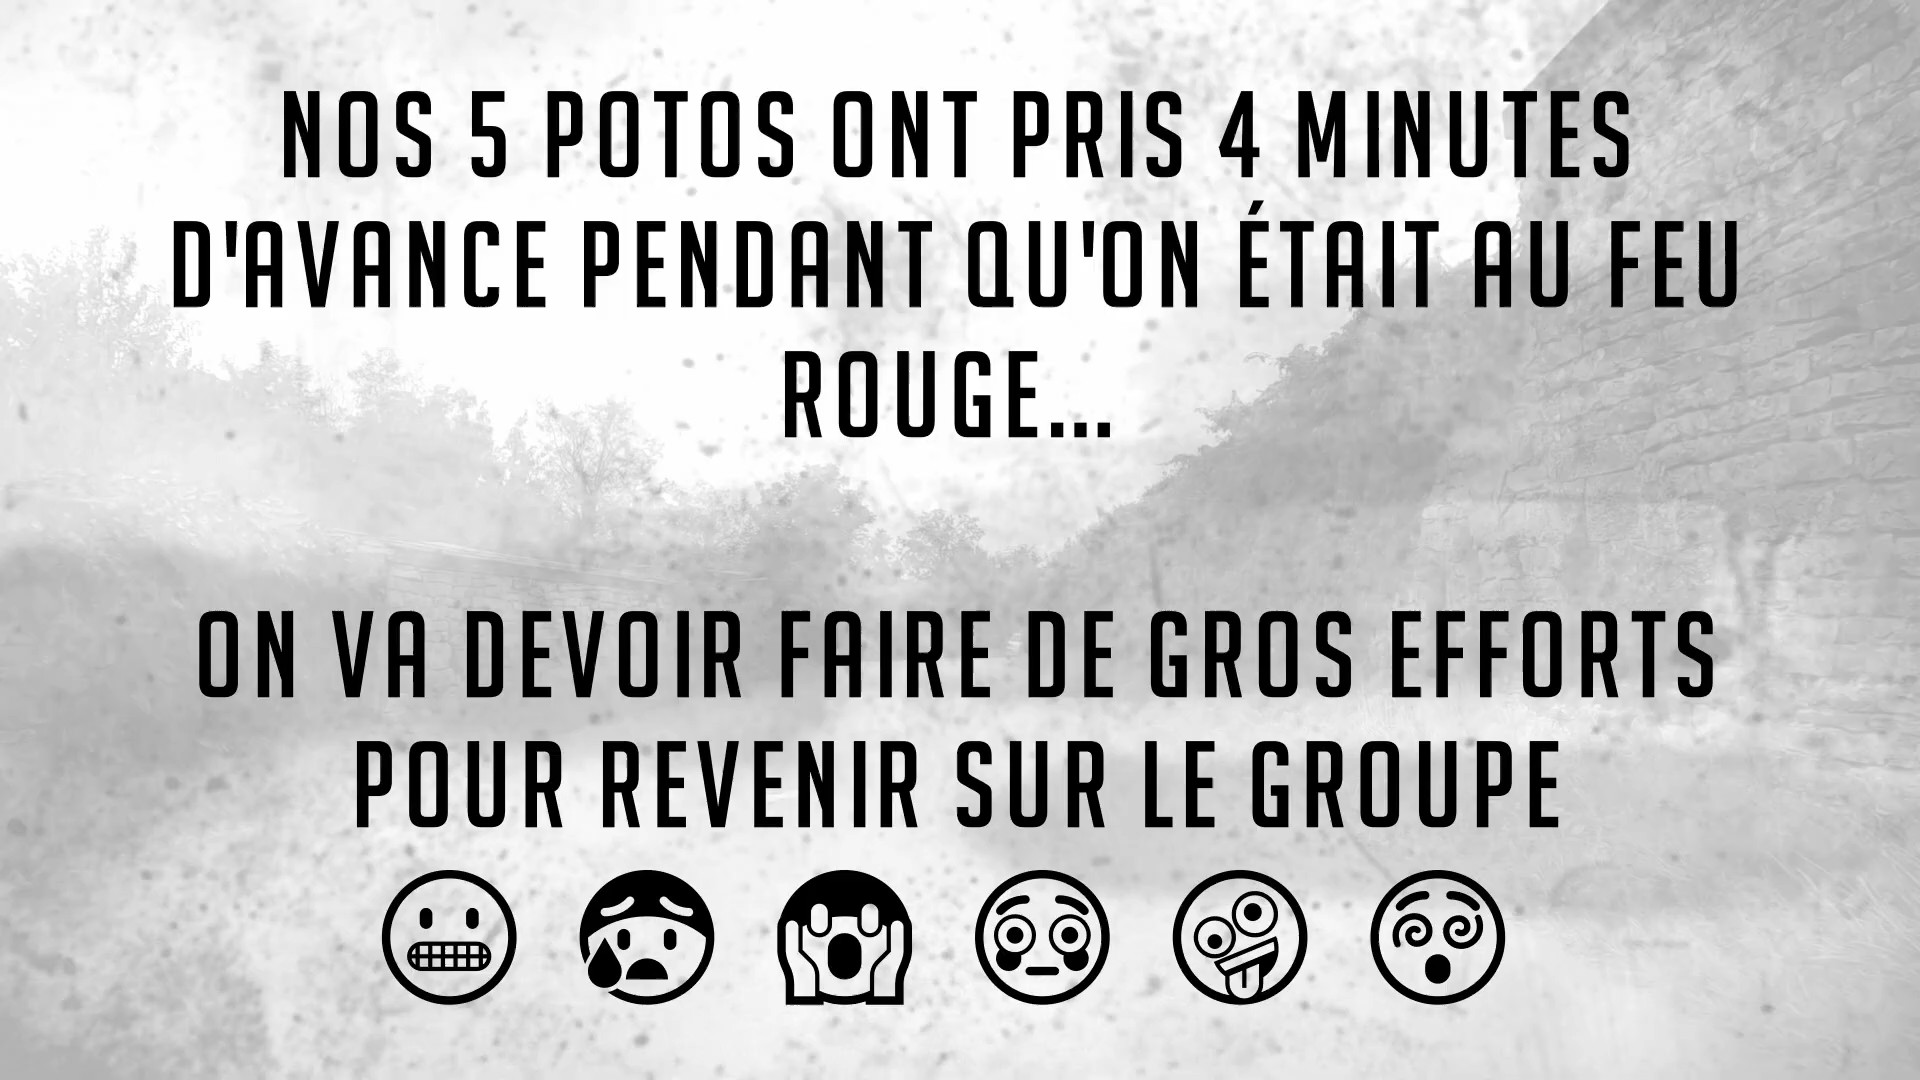 NOS 5 POTOS ONT PRIS 4 MINUTES
D'AVANCE PENDANT QU'ON ÉTAIT AU FEU
ROUGE...
ON VA DEVOIR FAIRE DE GROS EFFORTS
POUR REVENIR SUR LE GROUPE
😬😰😱😳🤪😵‍💫